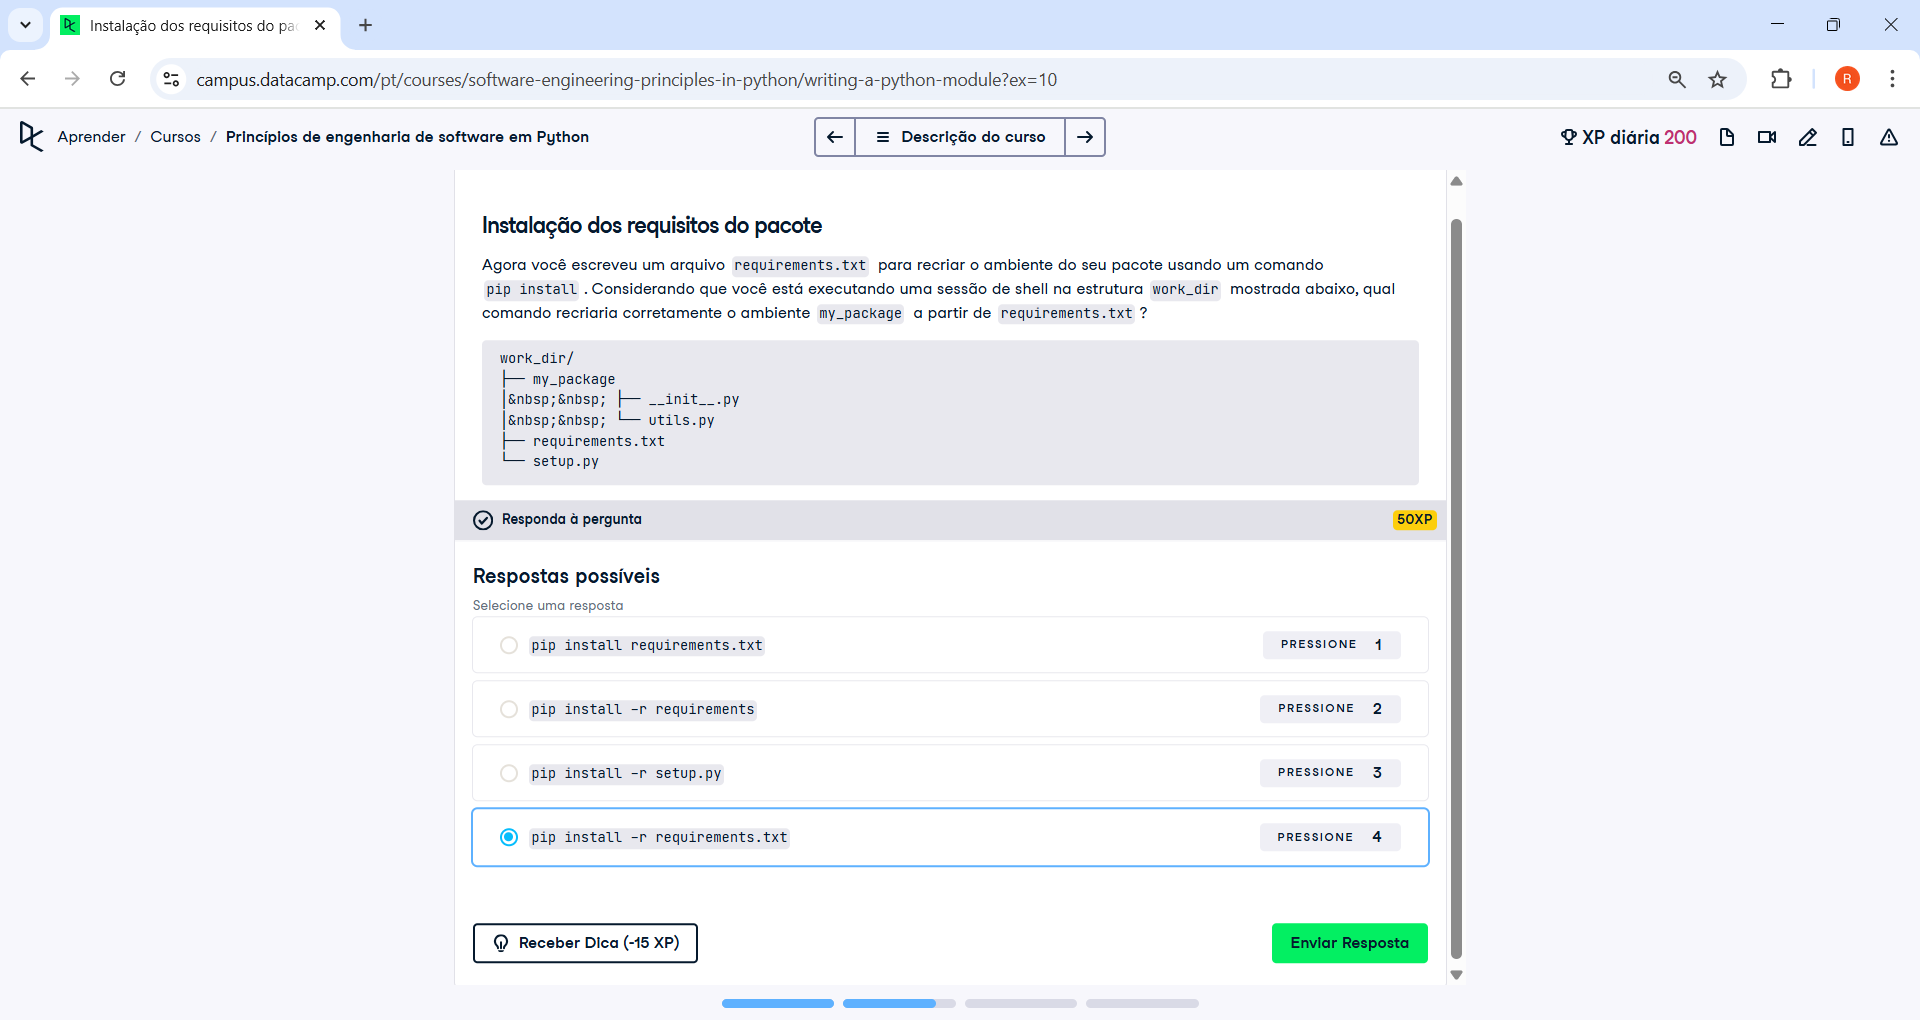 Instalação dos requisitos do pa
campus.datacamp.com/pt/courses/software-engineering-principles-in-python/writing-a-python-module?ex=10
R
Aprender / Cursos / Princípios de engenharia de software em Python
Descrição do curso
XP diária 200
Instalação dos requisitos do pacote
Agora você escreveu um arquivo requirements.txt para recriar o ambiente do seu pacote usando um comando
pip install . Considerando que você está executando uma sessão de shell na estrutura work_dir mostrada abaixo, qual
comando recriaria corretamente o ambiente my_package a partir de requirements.txt ?
work_dir/
├── my_package
│&nbsp;&nbsp; ├── __init__.py
│&nbsp;&nbsp; └── utils.py
├── requirements.txt
└── setup.py
Responda à pergunta
50XP
Respostas possíveis
Selecione uma resposta
pip install requirements.txt
PRESSIONE 1
pip install -r requirements
PRESSIONE 2
pip install -r setup.py
PRESSIONE 3
pip install -r requirements.txt
PRESSIONE 4
Receber Dica (-15 XP)
Enviar Resposta